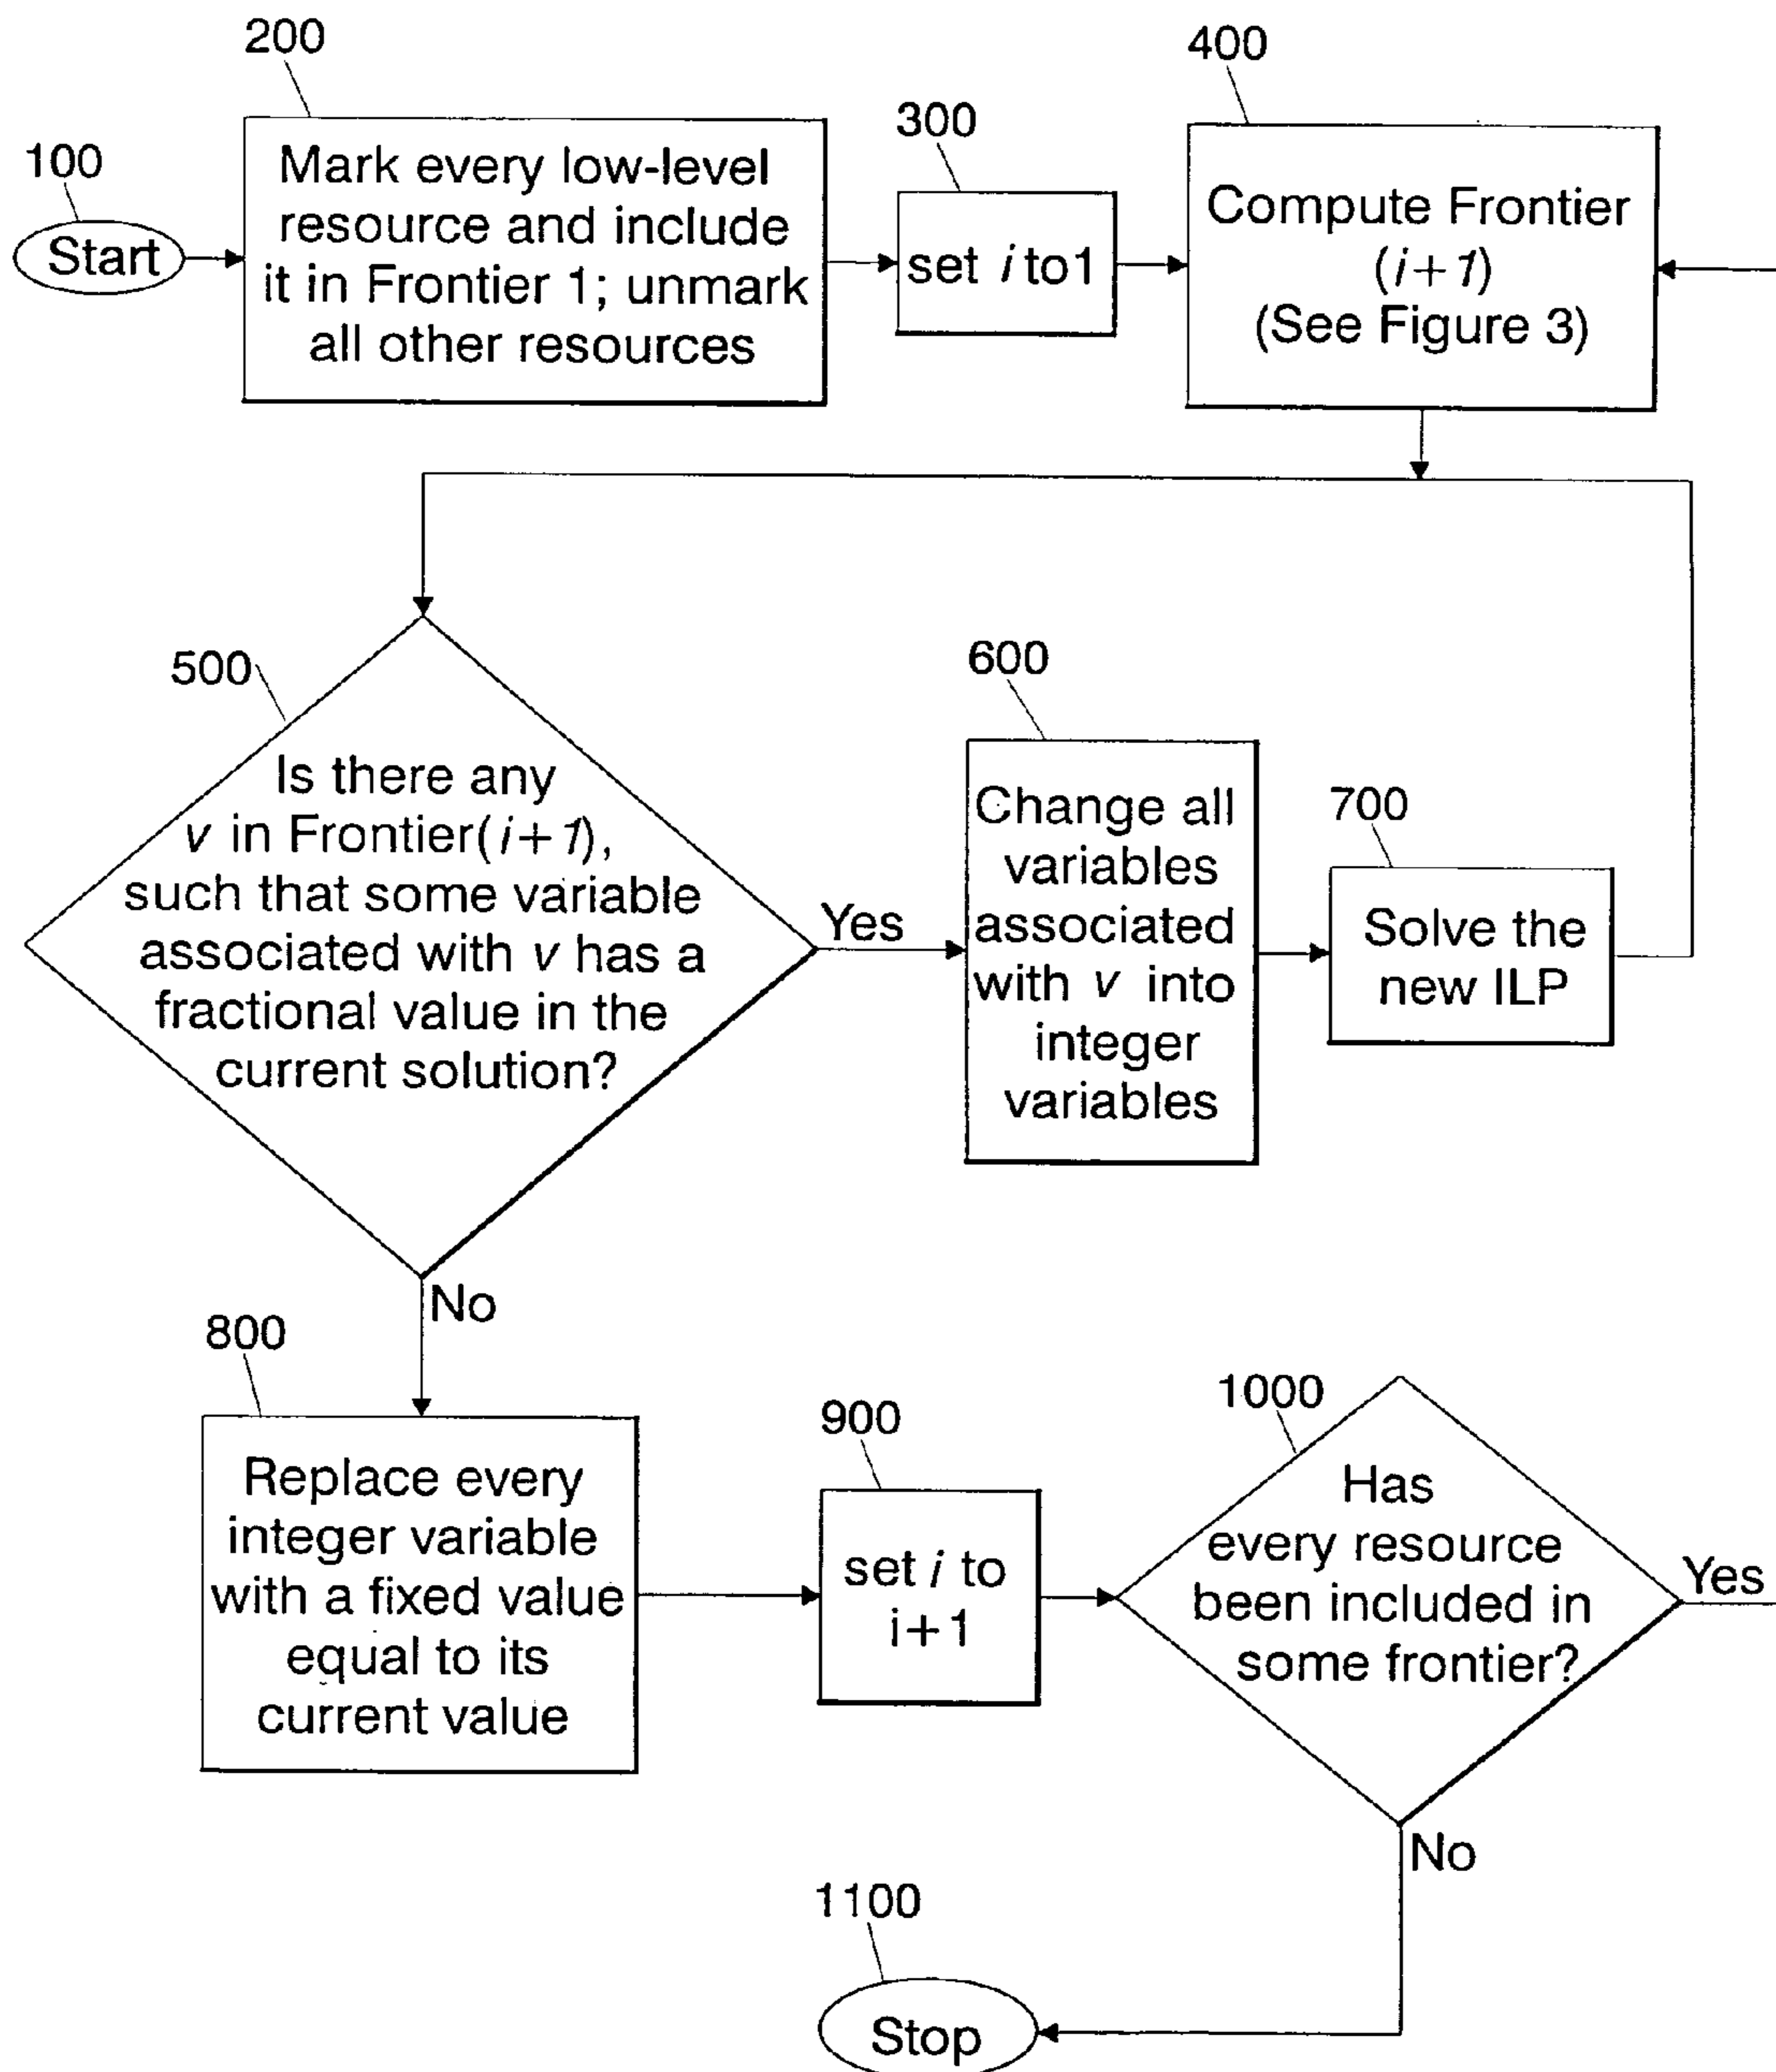 200
Mark every low-level
resource and include
it in Frontier 1; unmark
all other resources
100
Start
300
set i to1
400
Compute Frontier
(i+1)
(See Figure 3)
500
Is there any
v in Frontier(i+1),
such that some variable
associated with v has a
fractional value in the
current solution?
Yes
600
Change all
variables
associated
with v into
integer
variables
700
Solve the
new ILP
No
800
Replace every
integer variable
with a fixed value
equal to its
current value
900
set i to
i+1
1000
Has
every resource
been included in
some frontier?
Yes
No
1100
Stop